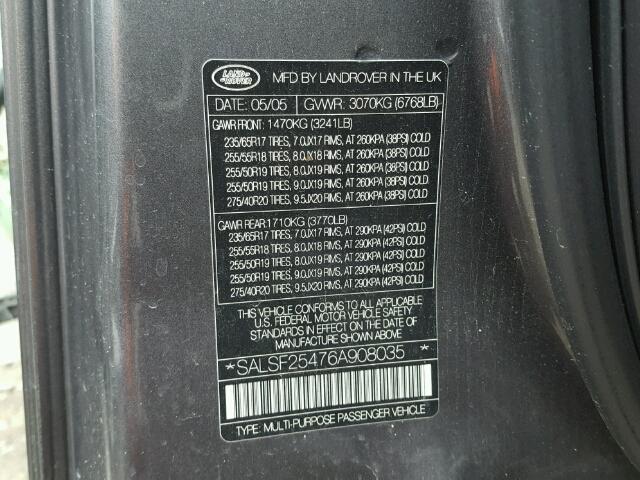 LAND-
ROVER
MFD BY LANDROVER IN THE UK
DATE: 05/05 GVWR: 3070KG (6768LB)
GAWR FRONT: 1470KG (3241LB)
235/65R17 TIRES, 7.0JX17 RIMS, AT 260KPA (38PSI) COLD
255/55R18 TIRES, 8.0JX18 RIMS, AT 260KPA (38PSI) COLD
255/50R19 TIRES, 8.0JX19 RIMS, AT 260KPA (38PSI) COLD
255/50R19 TIRES, 9.0JX19 RIMS, AT 260KPA (38PSI) COLD
275/40R20 TIRES, 9.5JX20 RIMS, AT 260KPA (38PSI) COLD
GAWR REAR: 1710KG (3770LB)
235/65R17 TIRES, 7.0JX17 RIMS, AT 290KPA (42PSI) COLD
255/55R18 TIRES, 8.0JX18 RIMS, AT 290KPA (42PSI) COLD
255/50R19 TIRES, 8.0JX19 RIMS, AT 290KPA (42PSI) COLD
255/50R19 TIRES, 9.0JX19 RIMS, AT 290KPA (42PSI) COLD
275/40R20 TIRES, 9.5JX20 RIMS, AT 290KPA (42PSI) COLD
THIS VEHICLE CONFORMS TO ALL APPLICABLE
U.S. FEDERAL MOTOR VEHICLE SAFETY
STANDARDS IN EFFECT ON THE DATE OF
MANUFACTURE SHOWN ABOVE
*SALSF25476A908035*
TYPE: MULTI-PURPOSE PASSENGER VEHICLE